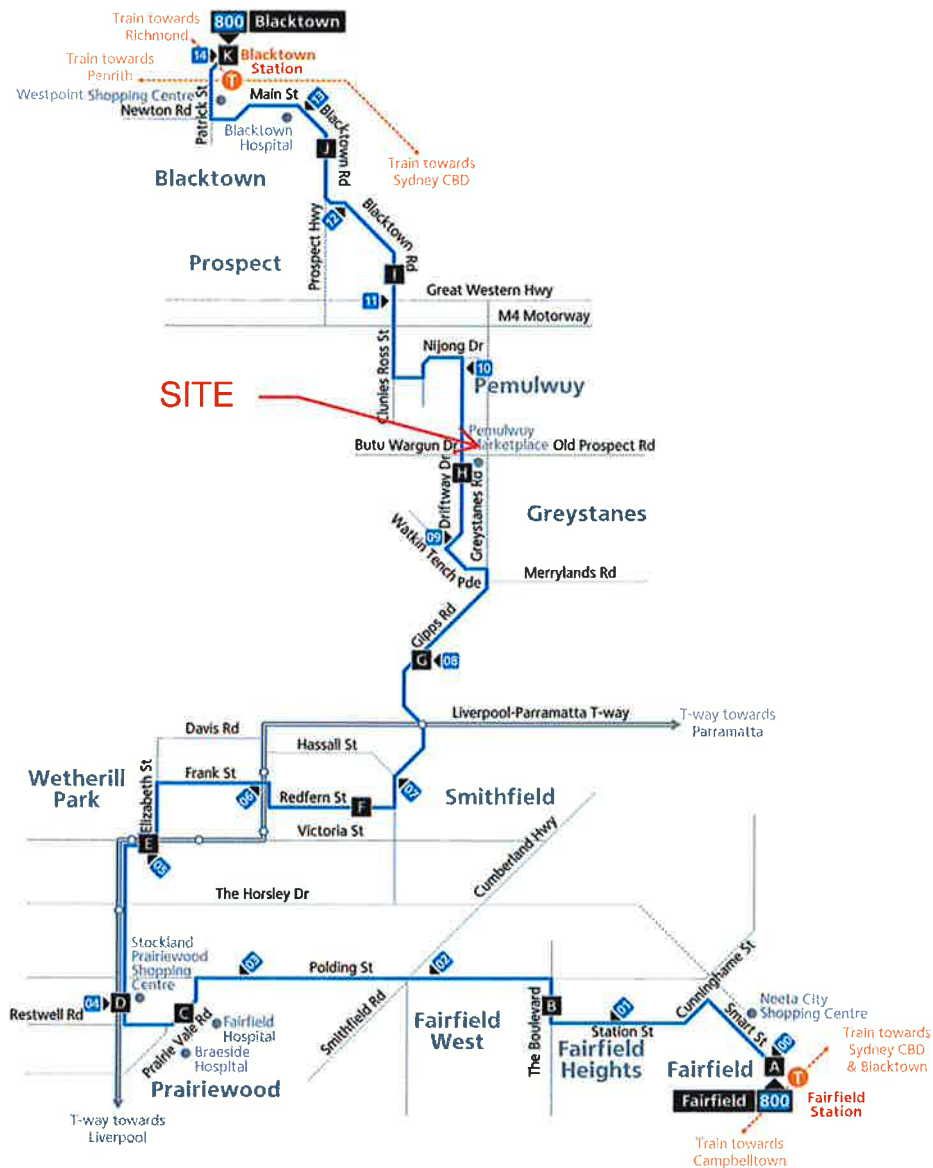 Train towards
Richmond
800 Blacktown
14
K
Blacktown
Station
T
Train towards
Penrith
Westpoint Shopping Centre
Newton Rd
Patrick St
Main St
13
Blacktown Rd
Blacktown
Hospital
J
Train towards
Sydney CBD
Blacktown
12
Prospect Hwy
Blacktown Rd
Prospect
I
Great Western Hwy
11
M4 Motorway
Clunies Ross St
Nijong Dr
10
Pemulwuy
SITE
Pemulwuy
Marketplace
Butu Wargun Dr
Old Prospect Rd
H
Driftway Dr
Greystanes Rd
Greystanes
09
Watkin Tench Pde
Merrylands Rd
Gipps Rd
G
08
Liverpool-Parramatta T-way
T-way towards
Parramatta
Davis Rd
Hassall St
Wetherill
Park
Elizabeth St
Frank St
06
Redfern St
F
07
Smithfield
Victoria St
E
05
Cumberland Hwy
The Horsley Dr
Stockland
Prairiewood
Shopping
Centre
03
Polding St
02
04
D
Restwell Rd
C
Prairie Vale Rd
Fairfield
Hospital
Braeside
Hospital
Prairiewood
Smithfield Rd
Fairfield
West
The Boulevard
B
01
Station St
Fairfield
Heights
Cunninghame St
Smart St
Neeta City
Shopping Centre
00
A
Train towards
Sydney CBD
& Blacktown
T
Fairfield
Fairfield 800
Fairfield
Station
T-way towards
Liverpool
Train towards
Campbelltown